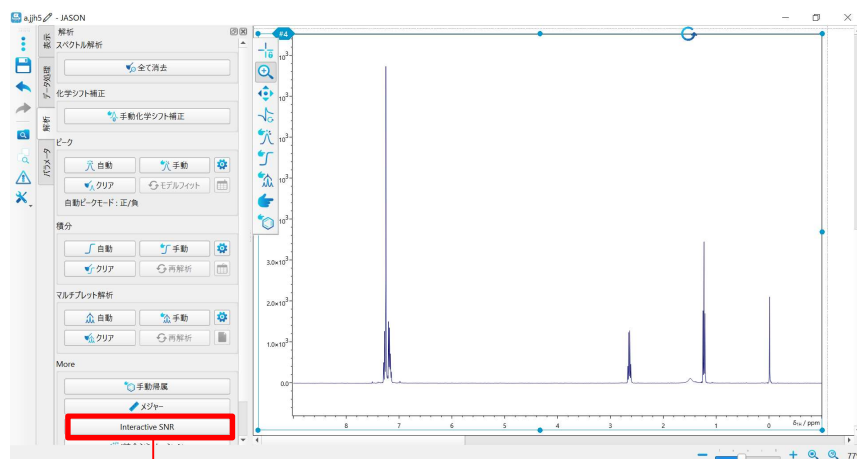 a.jjh5 - JASON
表示
データ処理
解析
パラメータ
解析
スペクトル解析
全て消去
化学シフト補正
手動化学シフト補正
ピーク
自動
手動
クリア
モデルフィット
自動ピークモード : 正/負
積分
自動
手動
クリア
再解析
マルチプレット解析
自動
手動
クリア
再解析
More
手動帰属
メジャー
Interactive SNR
#4
3.0×10³
2.0×10³
1.0×10³
0.0
8 7 6 5 4 3 2 1 0 δ1H / ppm